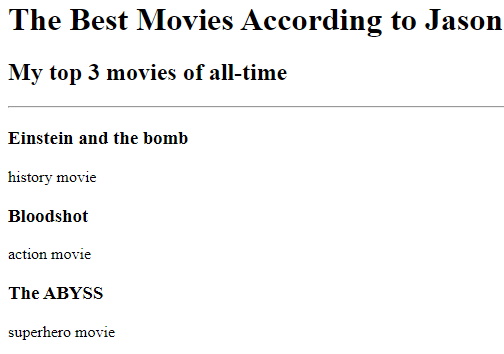 The Best Movies According to Jason
My top 3 movies of all-time
Einstein and the bomb
history movie
Bloodshot
action movie
The ABYSS
superhero movie